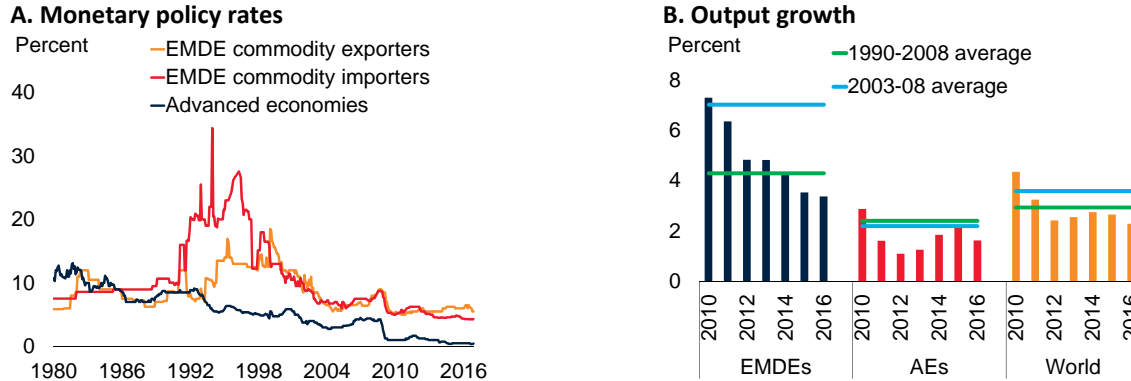 A. Monetary policy rates
Percent
EMDE commodity exporters
EMDE commodity importers
Advanced economies
40
30
20
10
0
1980 1986 1992 1998 2004 2010 2016
B. Output growth
Percent
1990-2008 average
2003-08 average
8
6
4
2
0
2010 2012 2014 2016 2010 2012 2014 2016 2010 2012 2014 2016
EMDEs AEs World